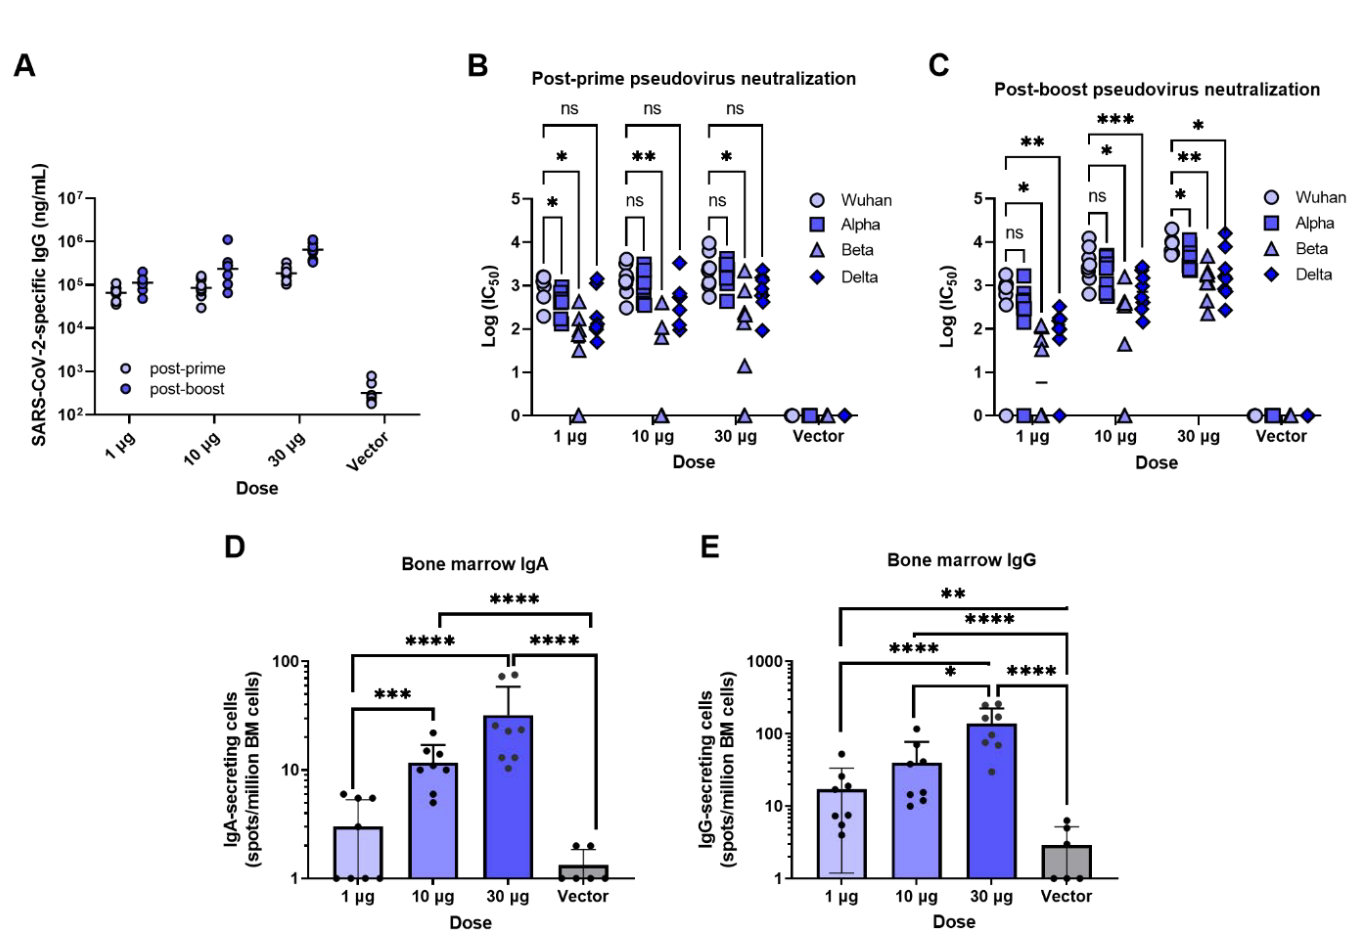 A
SARS-CoV-2-specific IgG (ng/mL)
10⁷
10⁶
10⁵
10⁴
10³
10²
post-prime
post-boost
1 µg
10 µg
30 µg
Vector
Dose
B
Post-prime pseudovirus neutralization
ns
ns
ns
*
**
*
*
ns
ns
Log (IC₅₀)
5
4
3
2
1
0
Wuhan
Alpha
Beta
Delta
1 µg
10 µg
30 µg
Vector
Dose
C
Post-boost pseudovirus neutralization
**
***
*
*
*
**
ns
ns
*
Log (IC₅₀)
5
4
3
2
1
0
Wuhan
Alpha
Beta
Delta
1 µg
10 µg
30 µg
Vector
Dose
D
Bone marrow IgA
****
****
****
***
IgA-secreting cells
(spots/million BM cells)
100
10
1
1 µg
10 µg
30 µg
Vector
Dose
E
Bone marrow IgG
**
****
****
*
****
IgG-secreting cells
(spots/million BM cells)
1000
100
10
1
1 µg
10 µg
30 µg
Vector
Dose